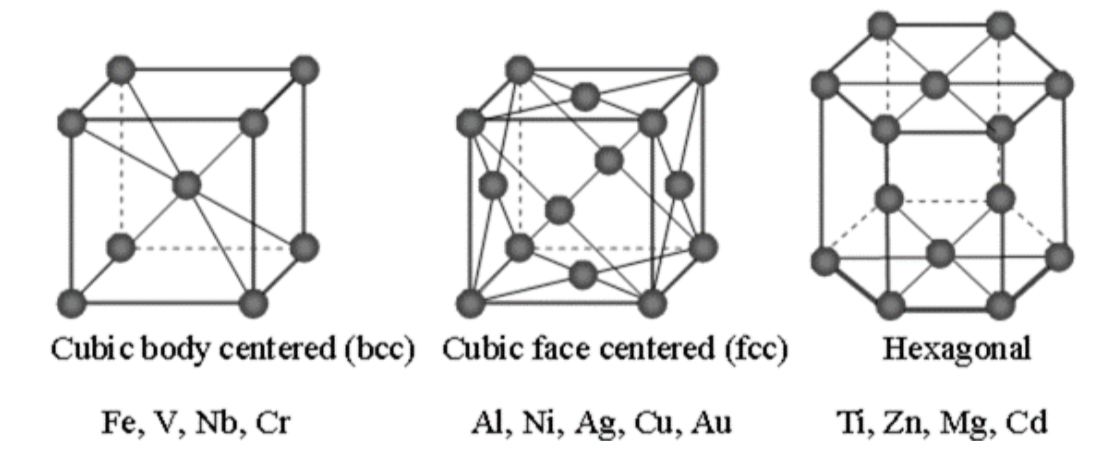 Cubic body centered (bcc) Cubic face centered (fcc) Hexagonal
Fe, V, Nb, Cr Al, Ni, Ag, Cu, Au Ti, Zn, Mg, Cd